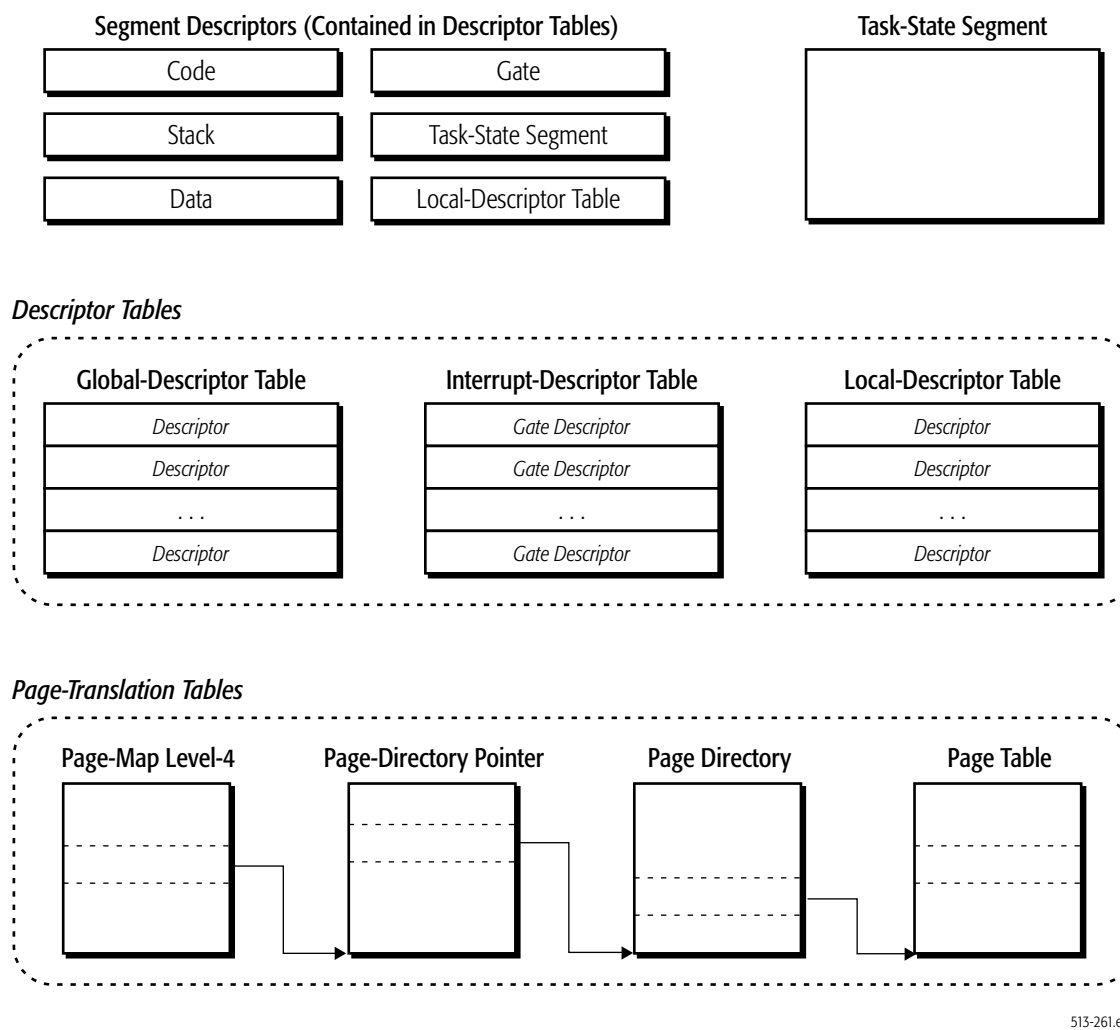 Segment Descriptors (Contained in Descriptor Tables)
Task-State Segment
Code
Gate
Stack
Task-State Segment
Data
Local-Descriptor Table
Descriptor Tables
Global-Descriptor Table
Interrupt-Descriptor Table
Local-Descriptor Table
Descriptor
Gate Descriptor
Descriptor
Descriptor
Gate Descriptor
Descriptor
. . .
. . .
. . .
Descriptor
Gate Descriptor
Descriptor
Page-Translation Tables
Page-Map Level-4
Page-Directory Pointer
Page Directory
Page Table
513-261.e